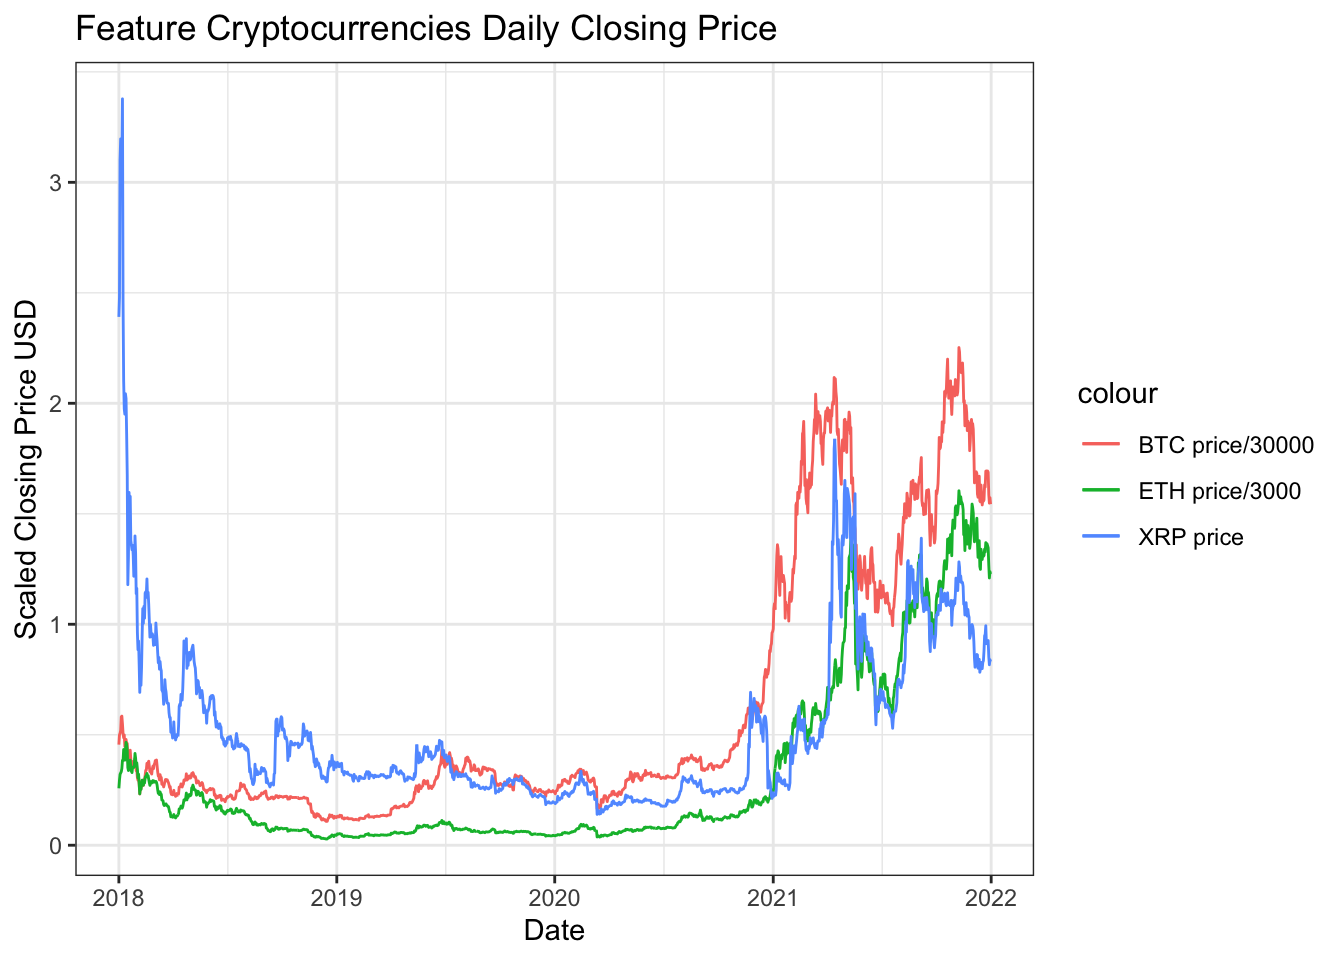 Feature Cryptocurrencies Daily Closing Price
Scaled Closing Price USD
3
2
1
0
2018 2019 2020 2021 2022
Date
colour
BTC price/30000
ETH price/3000
XRP price